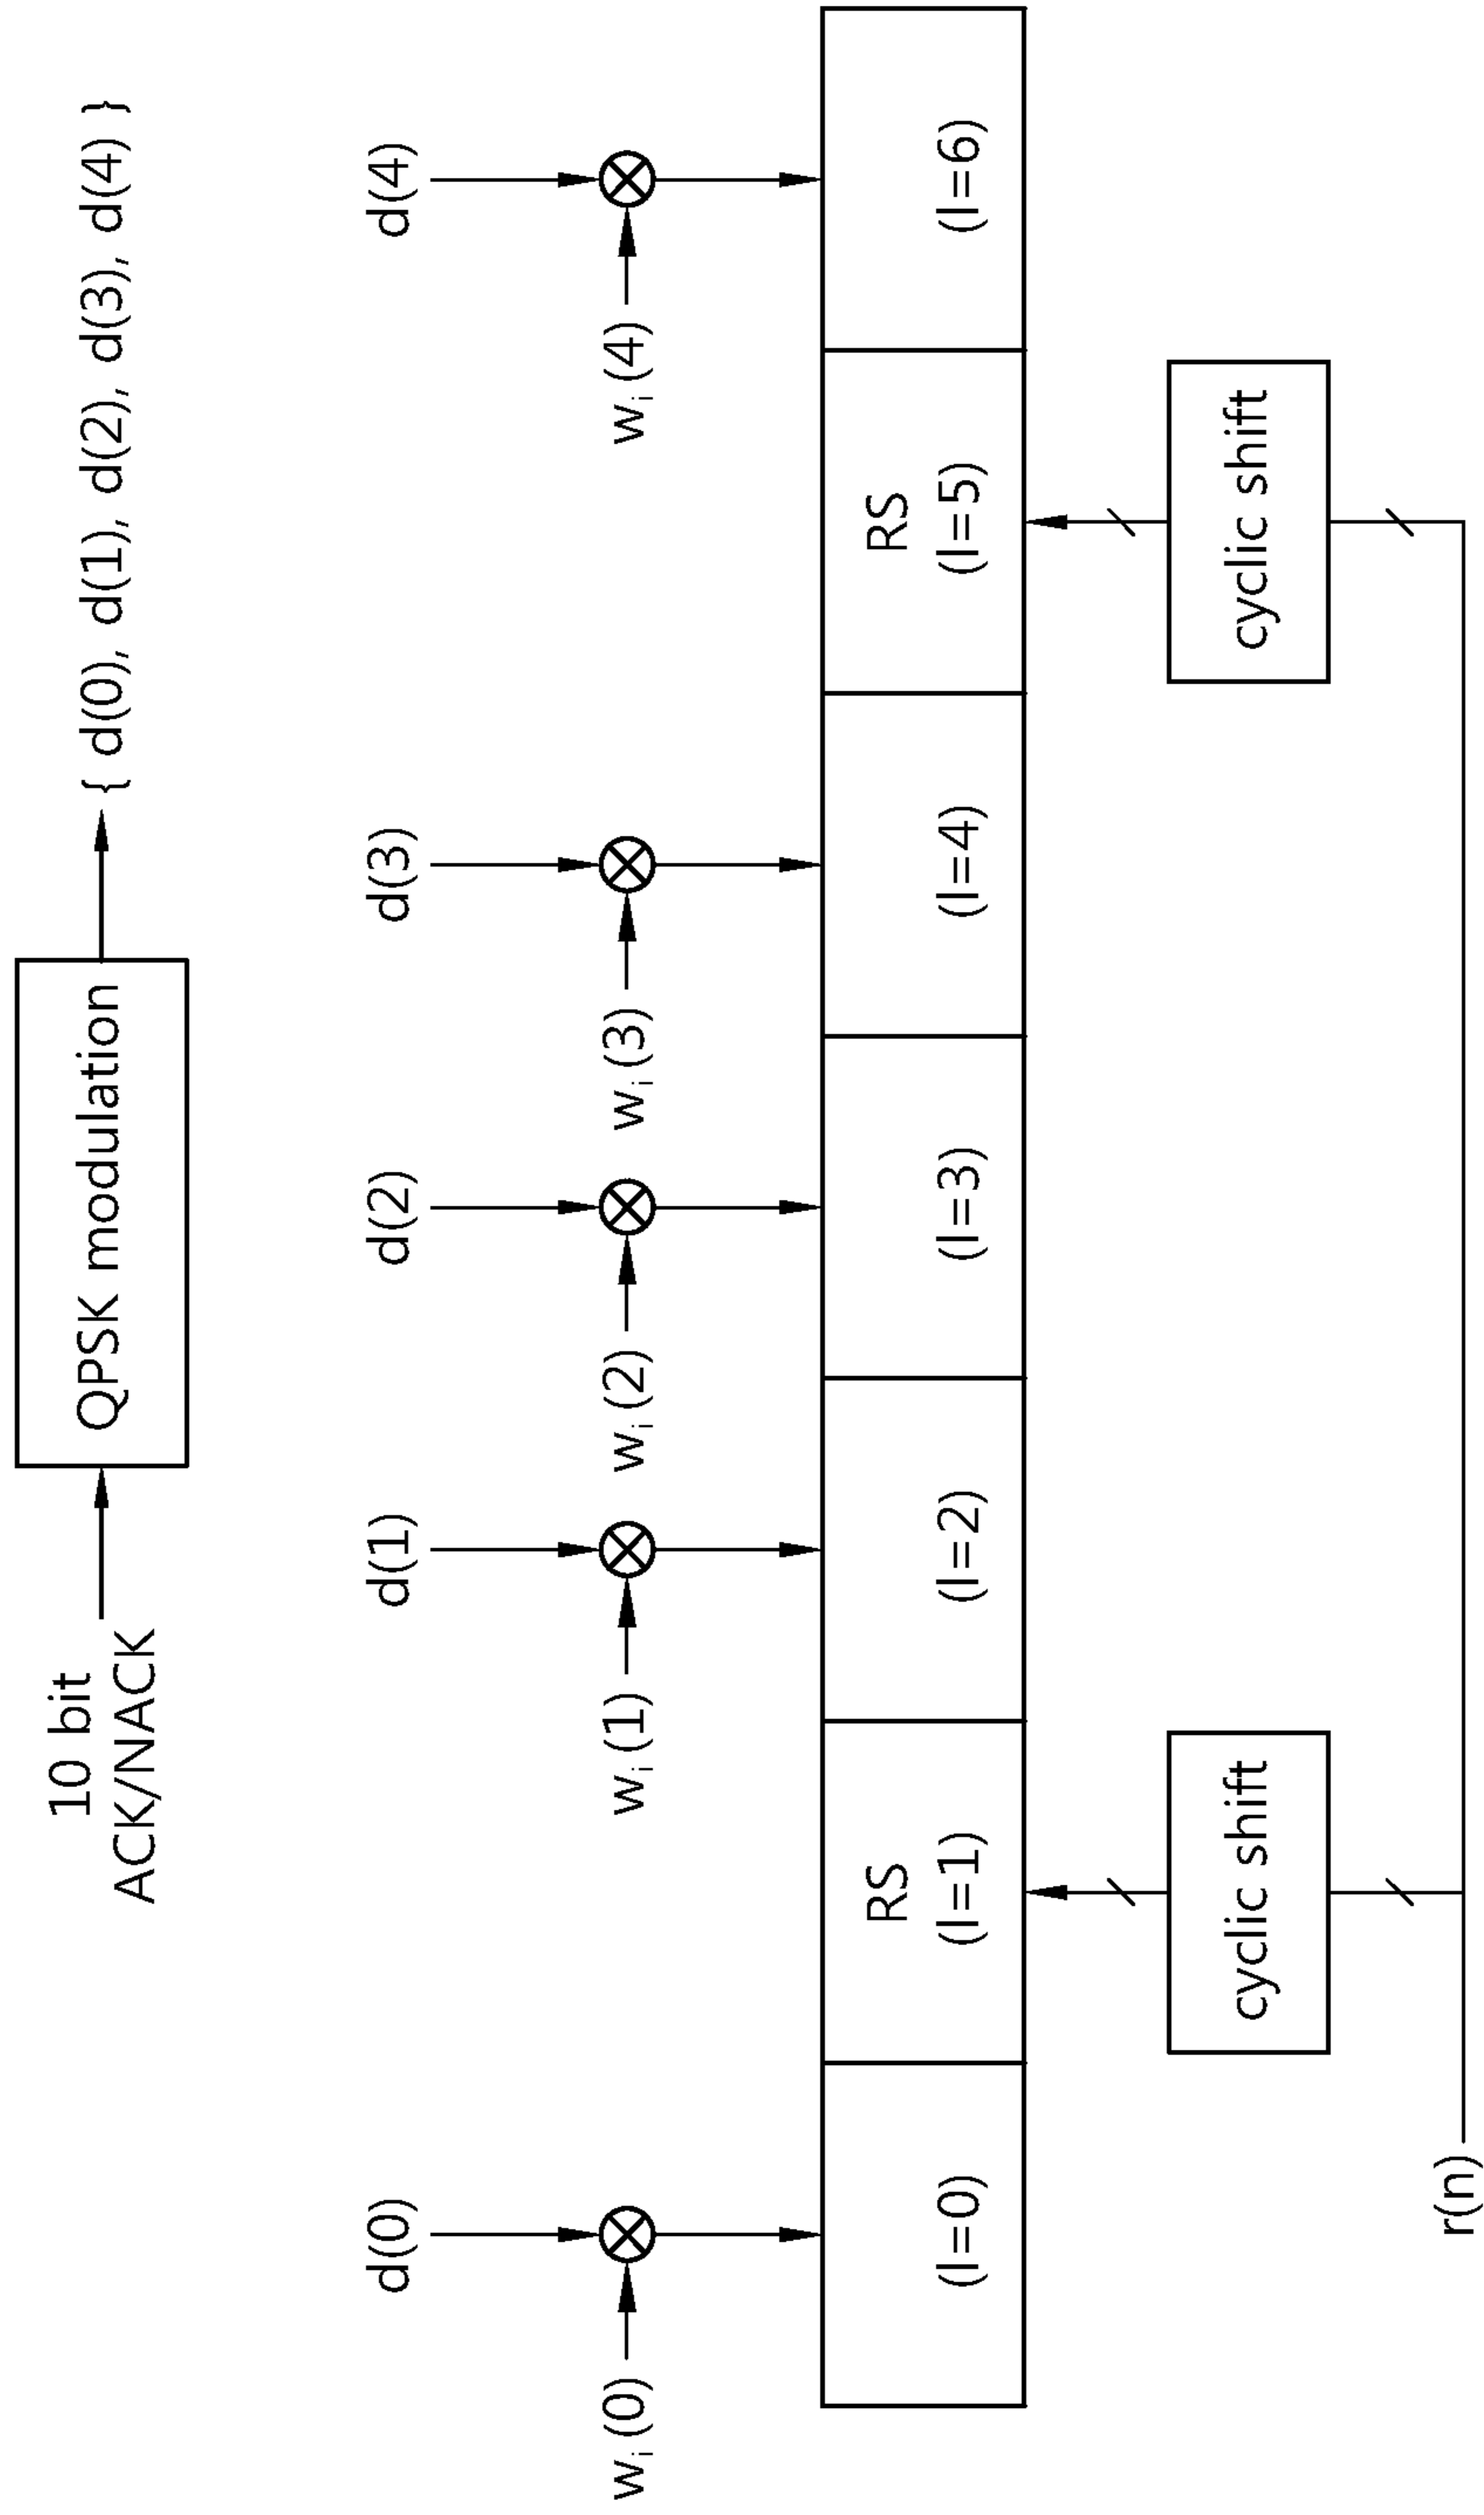 10 bit
ACK/NACK
QPSK modulation
{ d(0), d(1), d(2), d(3), d(4) }
d(0)
d(1)
d(2)
d(3)
d(4)
wi (0)
wi (1)
wi (2)
wi (3)
wi (4)
(l=0)
RS
(l=1)
(l=2)
(l=3)
(l=4)
RS
(l=5)
(l=6)
cyclic shift
cyclic shift
r(n)